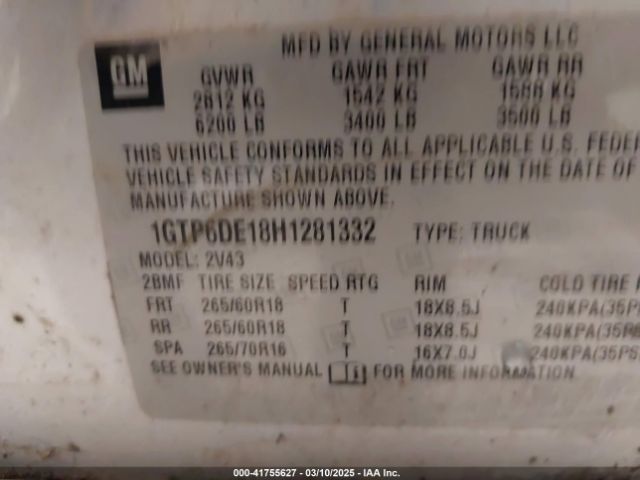 MFD BY GENERAL MOTORS LLC
GM
GVWR GAWR FRT GAWR RR
2812 KG 1542 KG 1588 KG
6200 LB 3400 LB 3500 LB
THIS VEHICLE CONFORMS TO ALL APPLICABLE U.S. FEDER
VEHICLE SAFETY STANDARDS IN EFFECT ON THE DATE OF
MANUFACTURE SHOWN ABOVE.
1GTP6DE18H1281332 TYPE: TRUCK
MODEL: 2V43
2BMF TIRE SIZE SPEED RTG RIM COLD TIRE
FRT 265/60R18 T 18X8.5J 240KPA(35P
RR 265/60R18 T 18X8.5J 240KPA(35P
SPA 265/70R16 T 16X7.0J 240KPA(35PS
SEE OWNER'S MANUAL FOR MORE INFORMATION
000-41755627 - 03/10/2025 - IAA Inc.